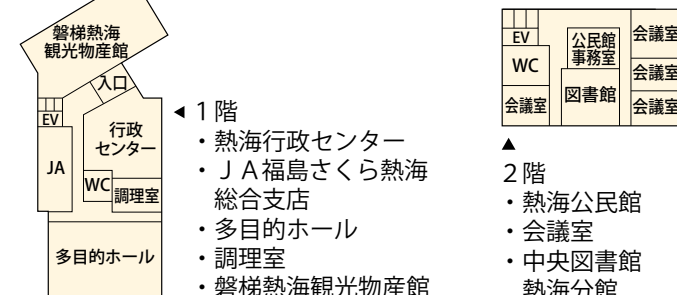 磐梯熱海
観光物産館
入口
EV
行政
センター
JA
WC
調理室
多目的ホール
◀１階
・熱海行政センター
・ＪＡ福島さくら熱海
総合支店
・多目的ホール
・調理室
・磐梯熱海観光物産館
EV
公民館
事務室
会議室
WC
会議室
図書館
会議室
会議室
▲
２階
・熱海公民館
・会議室
・中央図書館
熱海分館